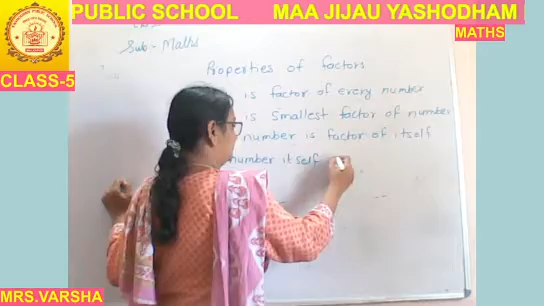 PUBLIC SCHOOL MAA JIJAU YASHODHAM
MATHS
CLASS-5
Sub - Maths
Properties of factors
is factor of every number
is smallest factor of number
number is factor of itself
number itself
MRS.VARSHA